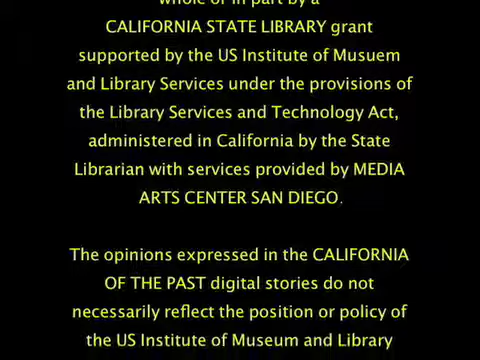 whole or in part by a
CALIFORNIA STATE LIBRARY grant
supported by the US Institute of Musuem
and Library Services under the provisions of
the Library Services and Technology Act,
administered in California by the State
Librarian with services provided by MEDIA
ARTS CENTER SAN DIEGO.
The opinions expressed in the CALIFORNIA
OF THE PAST digital stories do not
necessarily reflect the position or policy of
the US Institute of Museum and Library